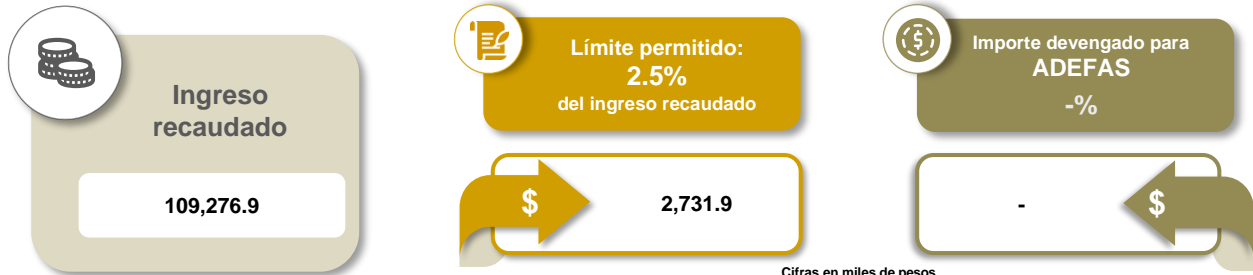 Ingreso
recaudado
109,276.9
Límite permitido:
2.5%
del ingreso recaudado
$
2,731.9
Importe devengado para
ADEFAS
-%
-
$
Cifras en miles de pesos